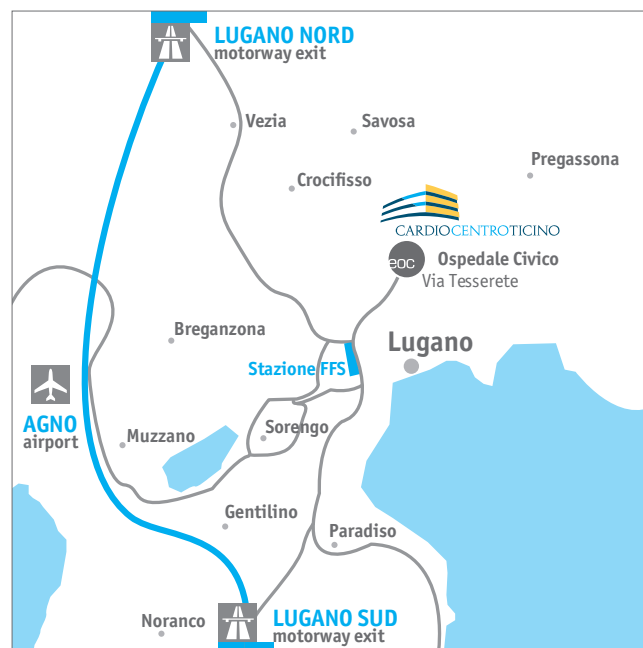 LUGANO NORD
motorway exit
Vezia
Savosa
Pregassona
Crocifisso
CARDIOCENTROTICINO
eoc
Ospedale Civico
Via Tesserete
Breganzona
Lugano
Stazione FFS
AGNO
airport
Muzzano
Sorengo
Gentilino
Paradiso
Noranco
LUGANO SUD
motorway exit